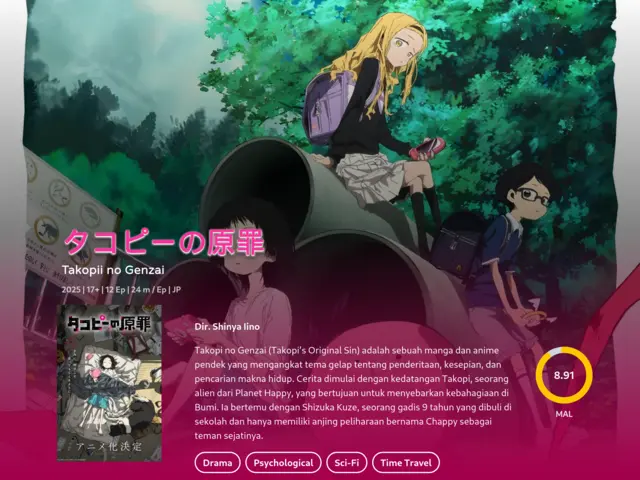 タコピーの原罪
Takopii no Genzai
2025 | 17+ | 12 Ep | 24 m / Ep | JP
タコピーの原罪
アニメ化決定
Dir. Shinya Iino
Takopi no Genzai (Takopi's Original Sin) adalah sebuah manga dan anime
pendek yang mengangkat tema gelap tentang penderitaan, kesepian, dan
pencarian makna hidup. Cerita dimulai dengan kedatangan Takopi, seorang
alien dari Planet Happy, yang bertujuan untuk menyebarkan kebahagiaan di
Bumi. Ia bertemu dengan Shizuka Kuze, seorang gadis 9 tahun yang dibuli di
sekolah dan hanya memiliki anjing peliharaan bernama Chappy sebagai
teman sejatinya.
8.91
MAL
Drama
Psychological
Sci-Fi
Time Travel